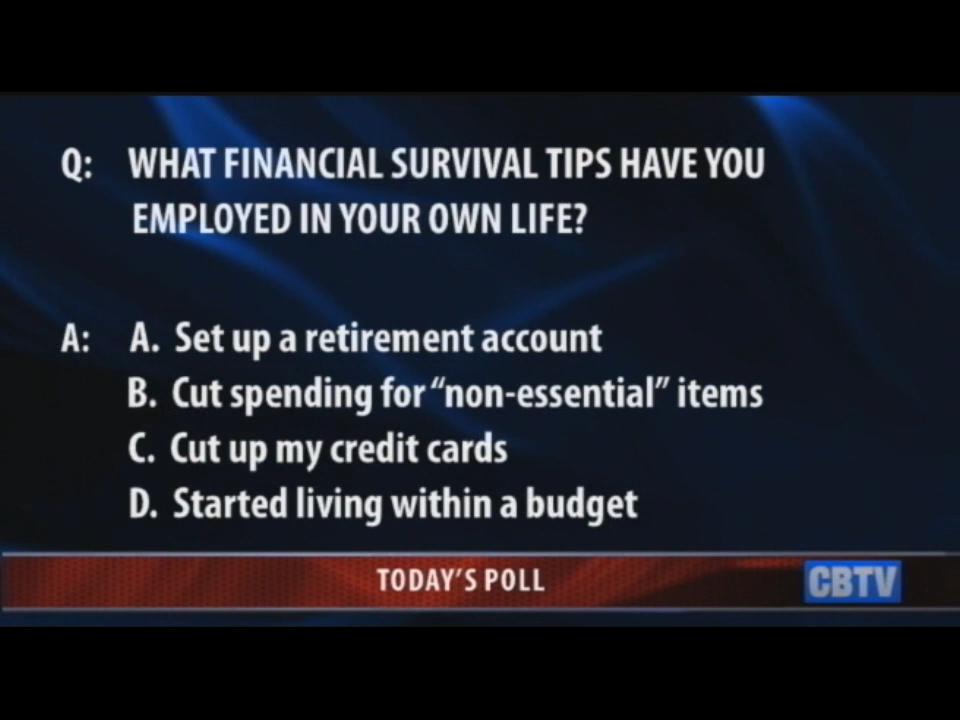 Q: WHAT FINANCIAL SURVIVAL TIPS HAVE YOU
EMPLOYED IN YOUR OWN LIFE?
A: A. Set up a retirement account
B. Cut spending for “non-essential” items
C. Cut up my credit cards
D. Started living within a budget
TODAY’S POLL
CBTV